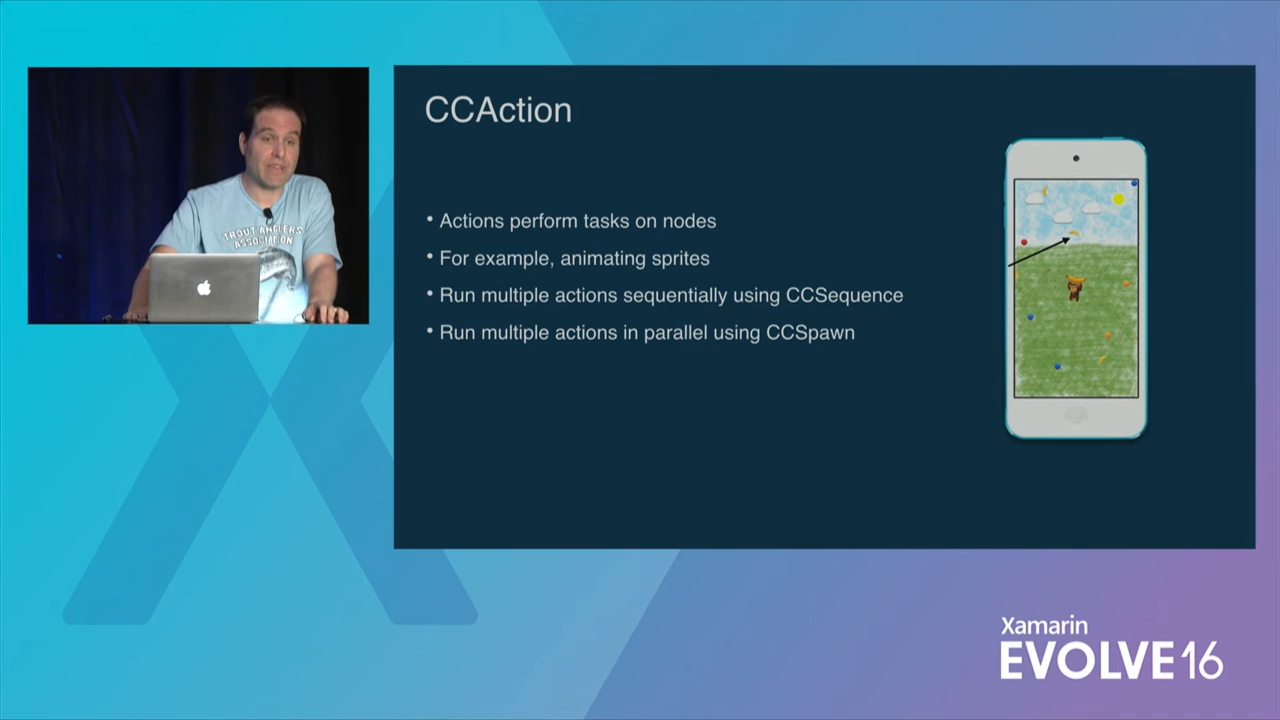 CCAction
• Actions perform tasks on nodes
• For example, animating sprites
• Run multiple actions sequentially using CCSequence
• Run multiple actions in parallel using CCSpawn
TROUT ANGLERS
ASSOCIATION
Xamarin
EVOLVE16